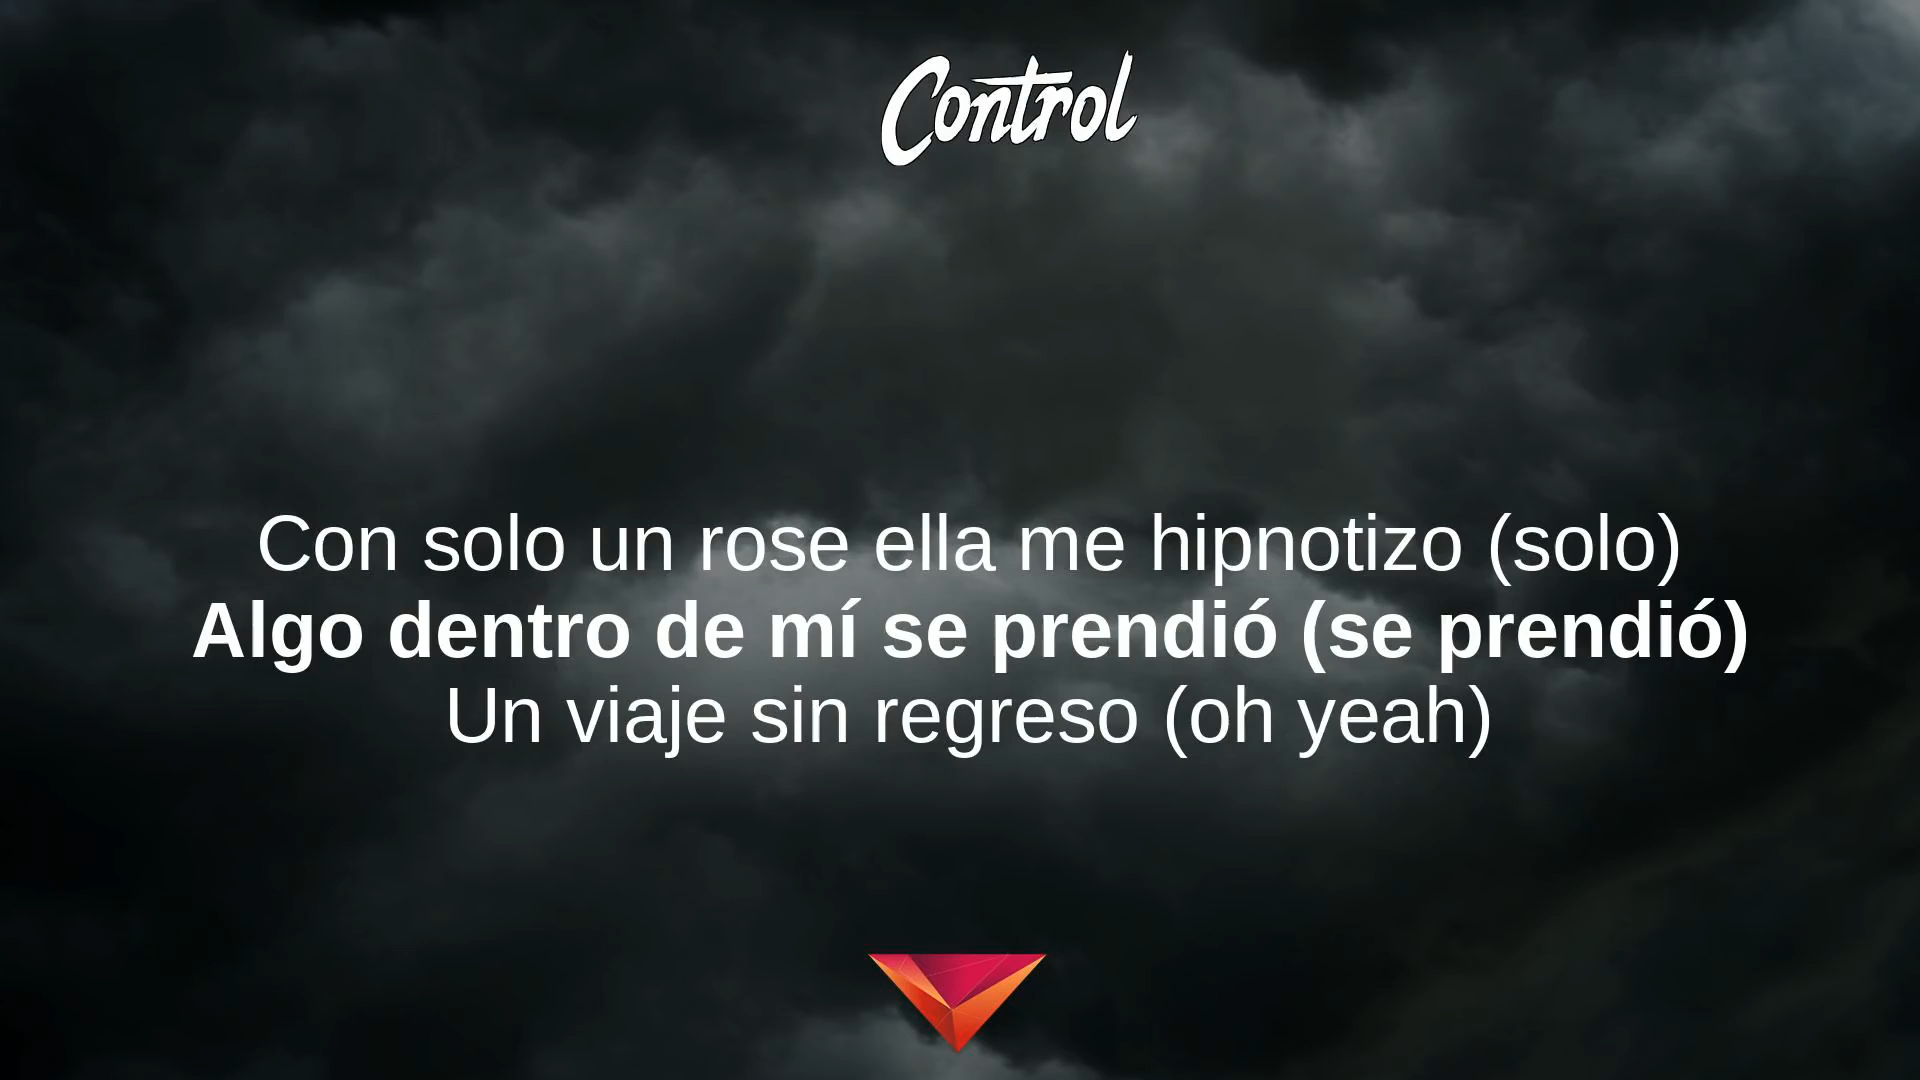 Control
Con solo un rose ella me hipnotizo (solo)
Algo dentro de mí se prendió (se prendió)
Un viaje sin regreso (oh yeah)